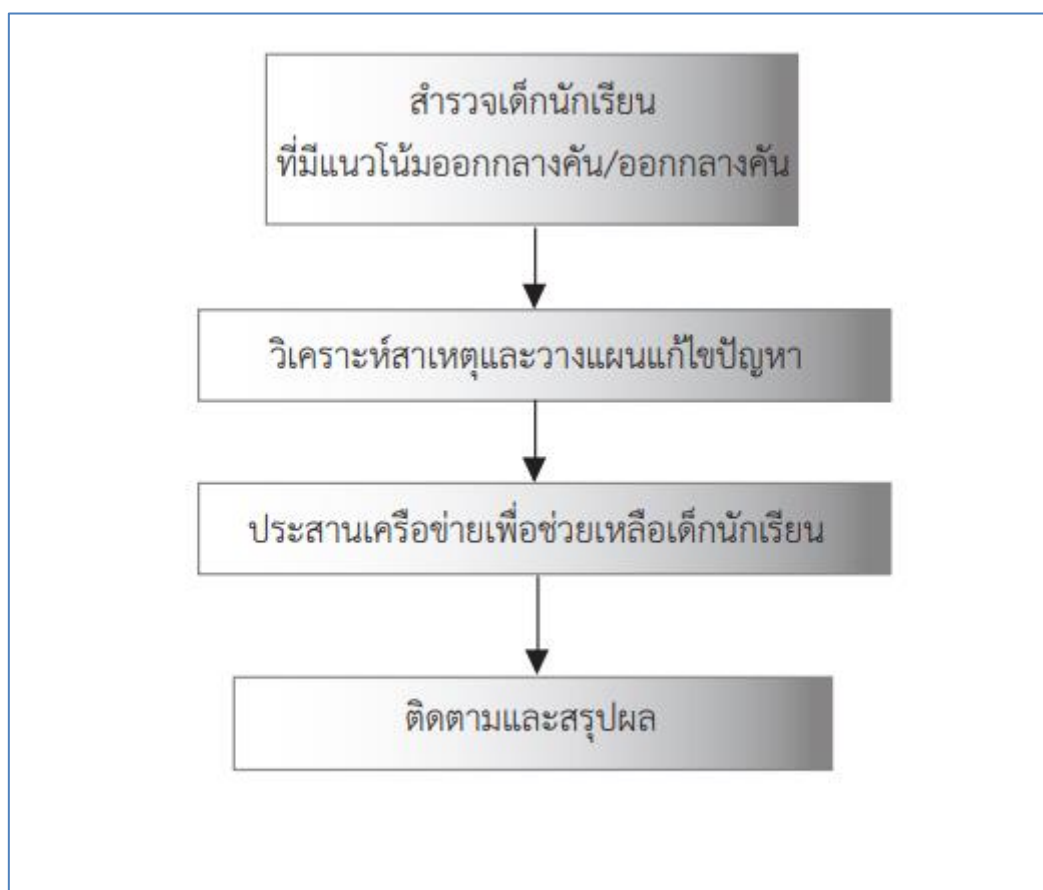 สำรวจเด็กนักเรียน
ที่มีแนวโน้มออกกลางคัน/ออกกลางคัน
วิเคราะห์สาเหตุและวางแผนแก้ไขปัญหา
ประสานเครือข่ายเพื่อช่วยเหลือเด็กนักเรียน
ติดตามและสรุปผล